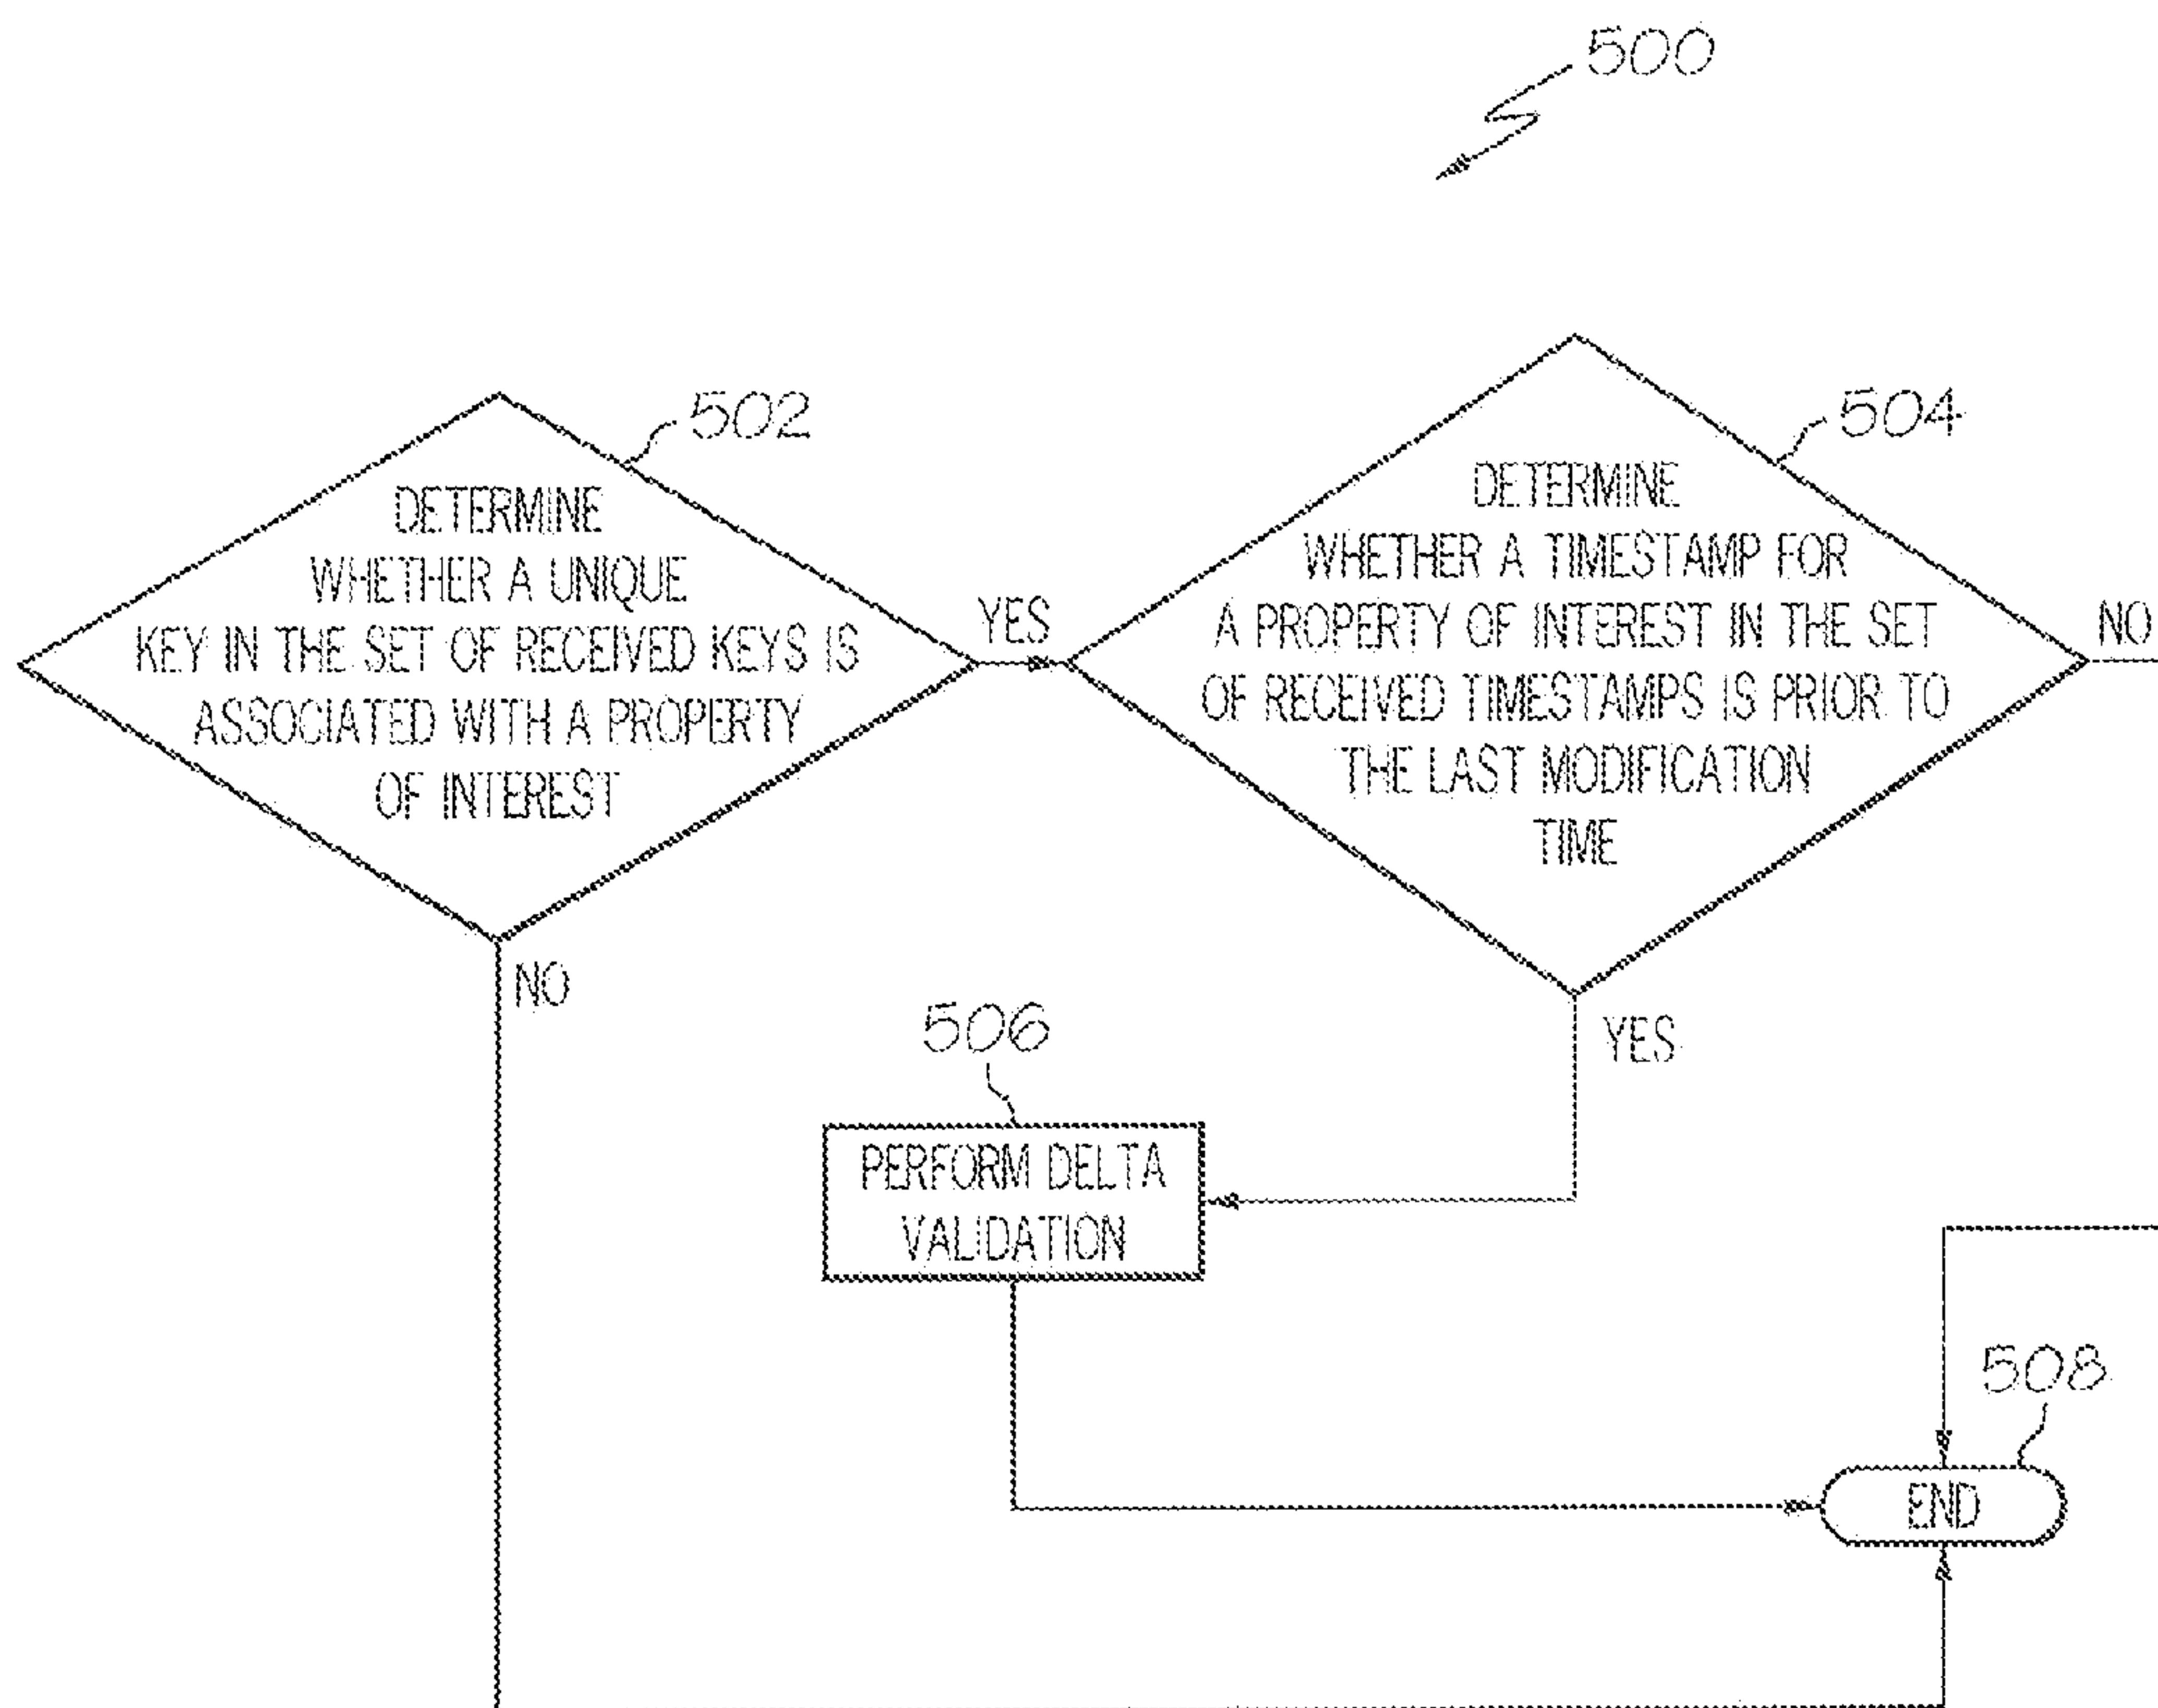 500
502
DETERMINE
WHETHER A UNIQUE
KEY IN THE SET OF RECEIVED KEYS IS
ASSOCIATED WITH A PROPERTY
OF INTEREST
YES
NO
504
DETERMINE
WHETHER A TIMESTAMP FOR
A PROPERTY OF INTEREST IN THE SET
OF RECEIVED TIMESTAMPS IS PRIOR TO
THE LAST MODIFICATION
TIME
NO
YES
506
PERFORM DELTA
VALIDATION
508
END